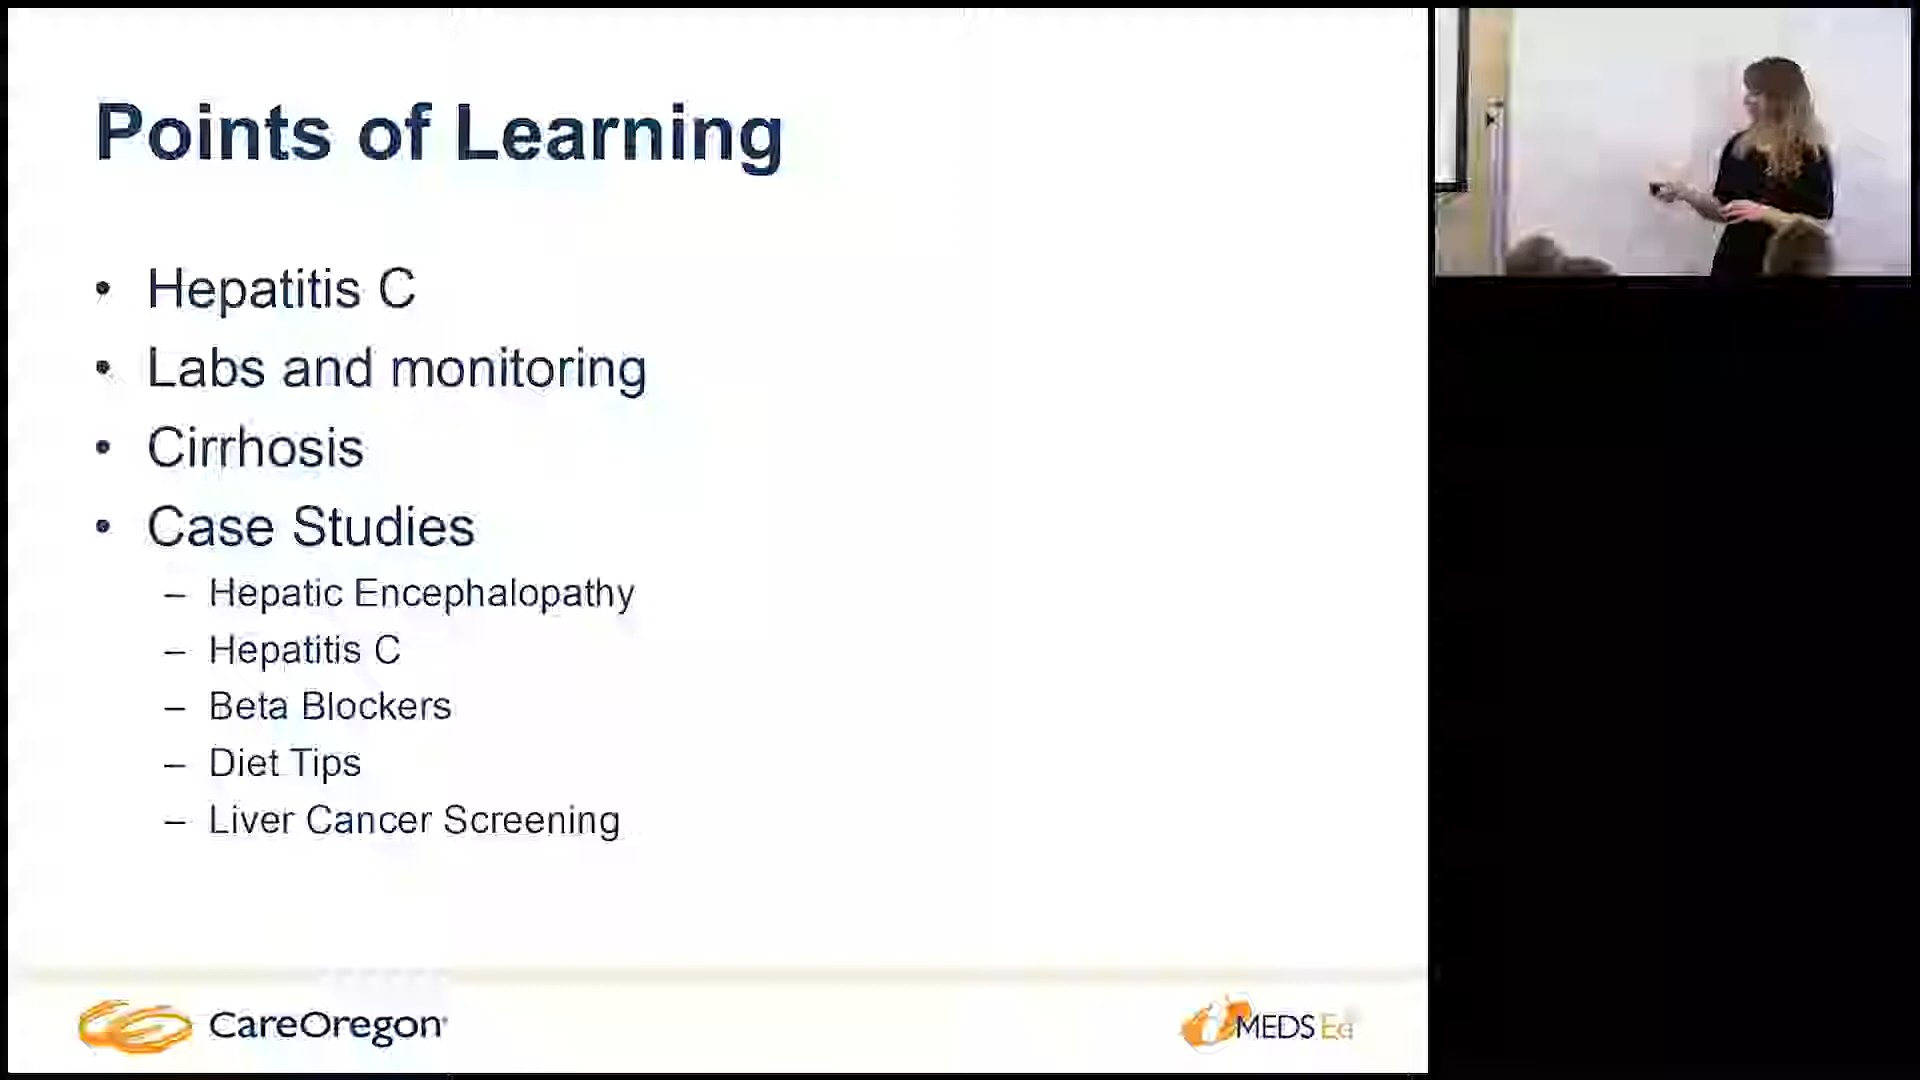 Points of Learning
• Hepatitis C
• Labs and monitoring
• Cirrhosis
• Case Studies
– Hepatic Encephalopathy
– Hepatitis C
– Beta Blockers
– Diet Tips
– Liver Cancer Screening
CareOregon
MEDS Ed